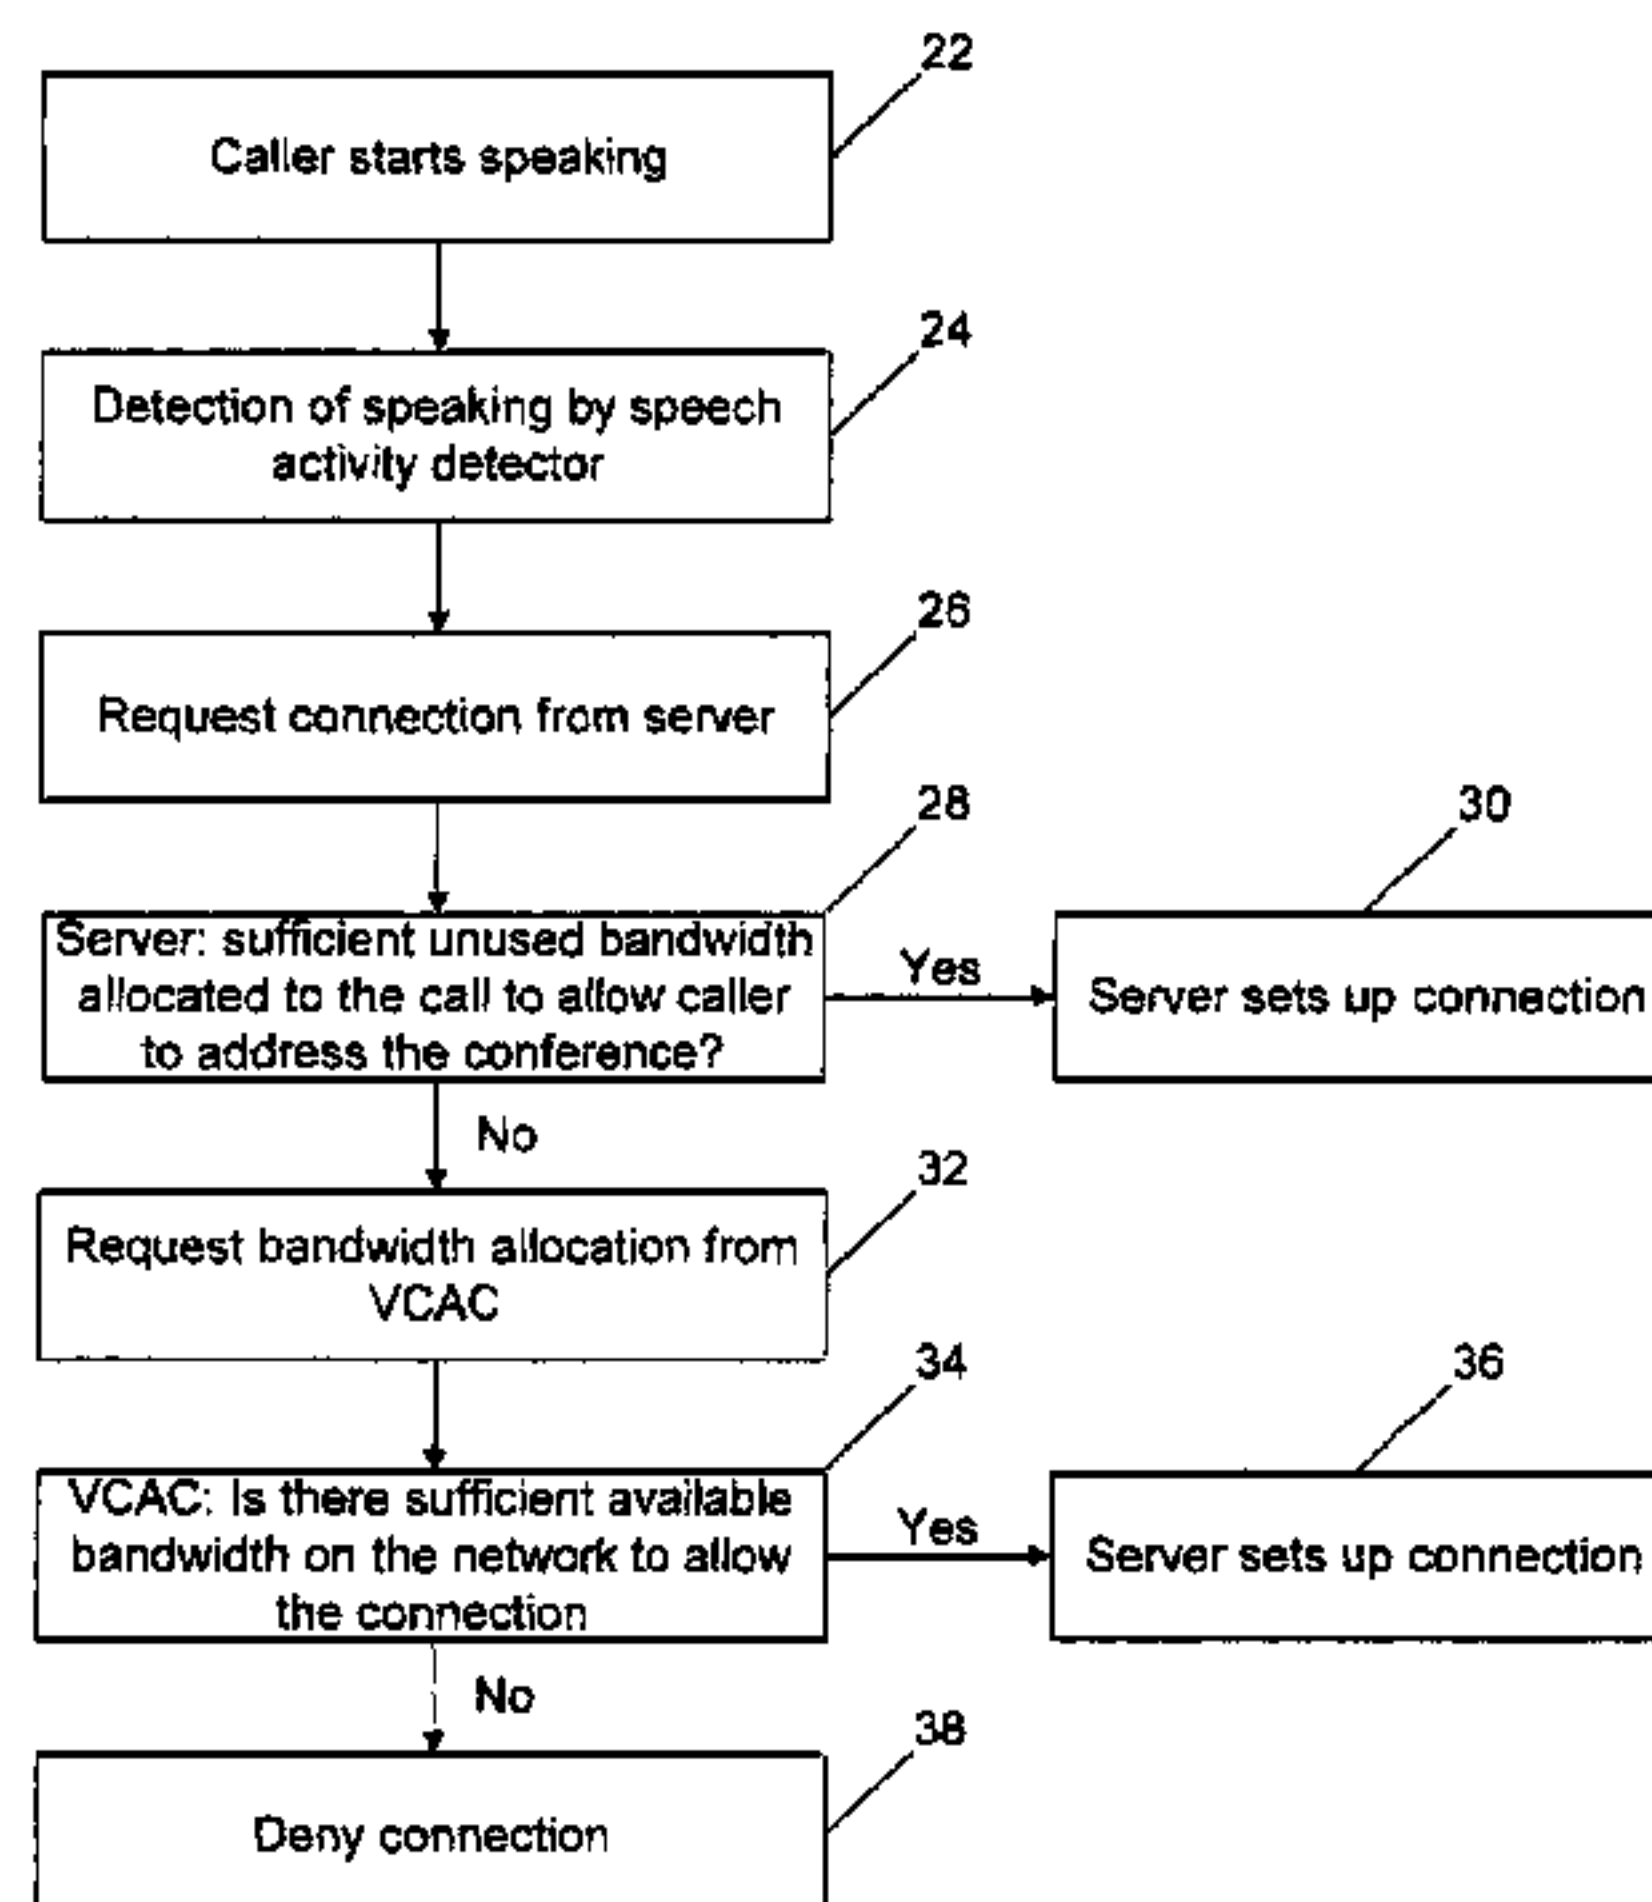 22
Caller starts speaking
24
Detection of speaking by speech
activity detector
26
Request connection from server
28
30
Server: sufficient unused bandwidth
allocated to the call to allow caller
to address the conference?
Yes
Server sets up connection
No
32
Request bandwidth allocation from
VCAC
34
36
VCAC: Is there sufficient available
bandwidth on the network to allow
the connection
Yes
Server sets up connection
No
38
Deny connection